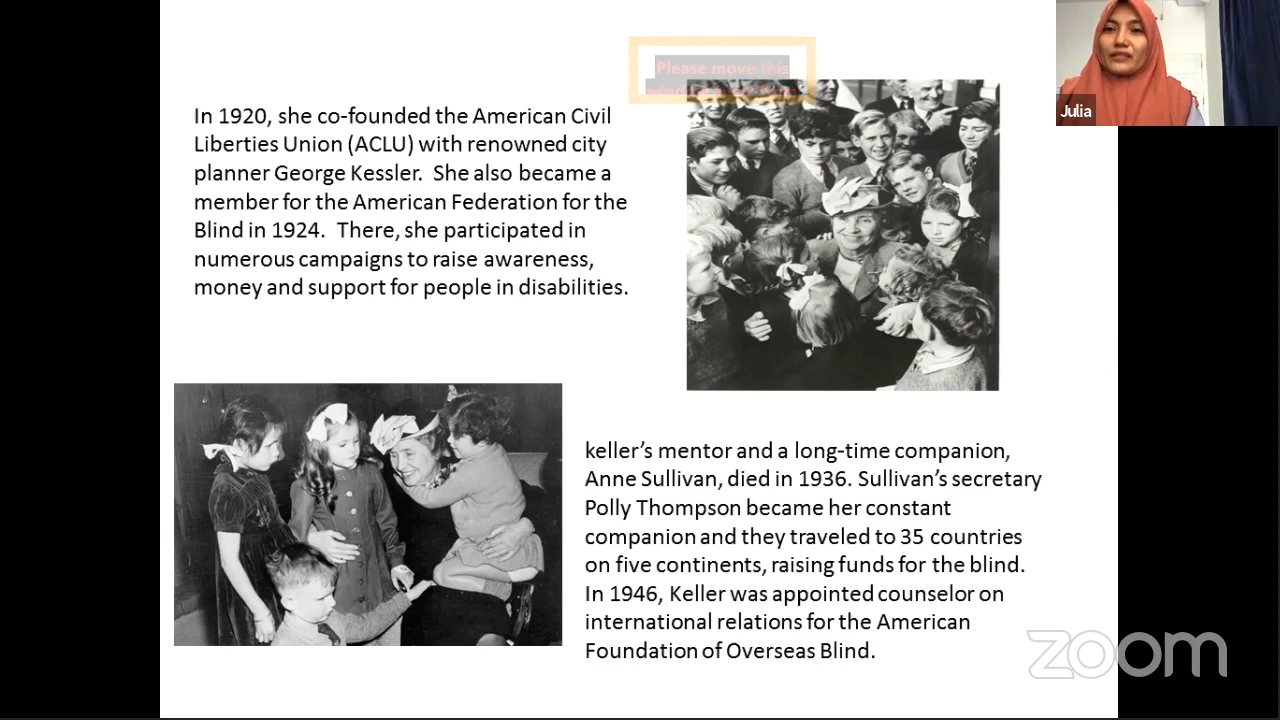 Please move this
In 1920, she co-founded the American Civil
Liberties Union (ACLU) with renowned city
planner George Kessler.  She also became a
member for the American Federation for the
Blind in 1924.  There, she participated in
numerous campaigns to raise awareness,
money and support for people in disabilities.
Julia
keller’s mentor and a long-time companion,
Anne Sullivan, died in 1936. Sullivan’s secretary
Polly Thompson became her constant
companion and they traveled to 35 countries
on five continents, raising funds for the blind.
In 1946, Keller was appointed counselor on
international relations for the American
Foundation of Overseas Blind.
zoom